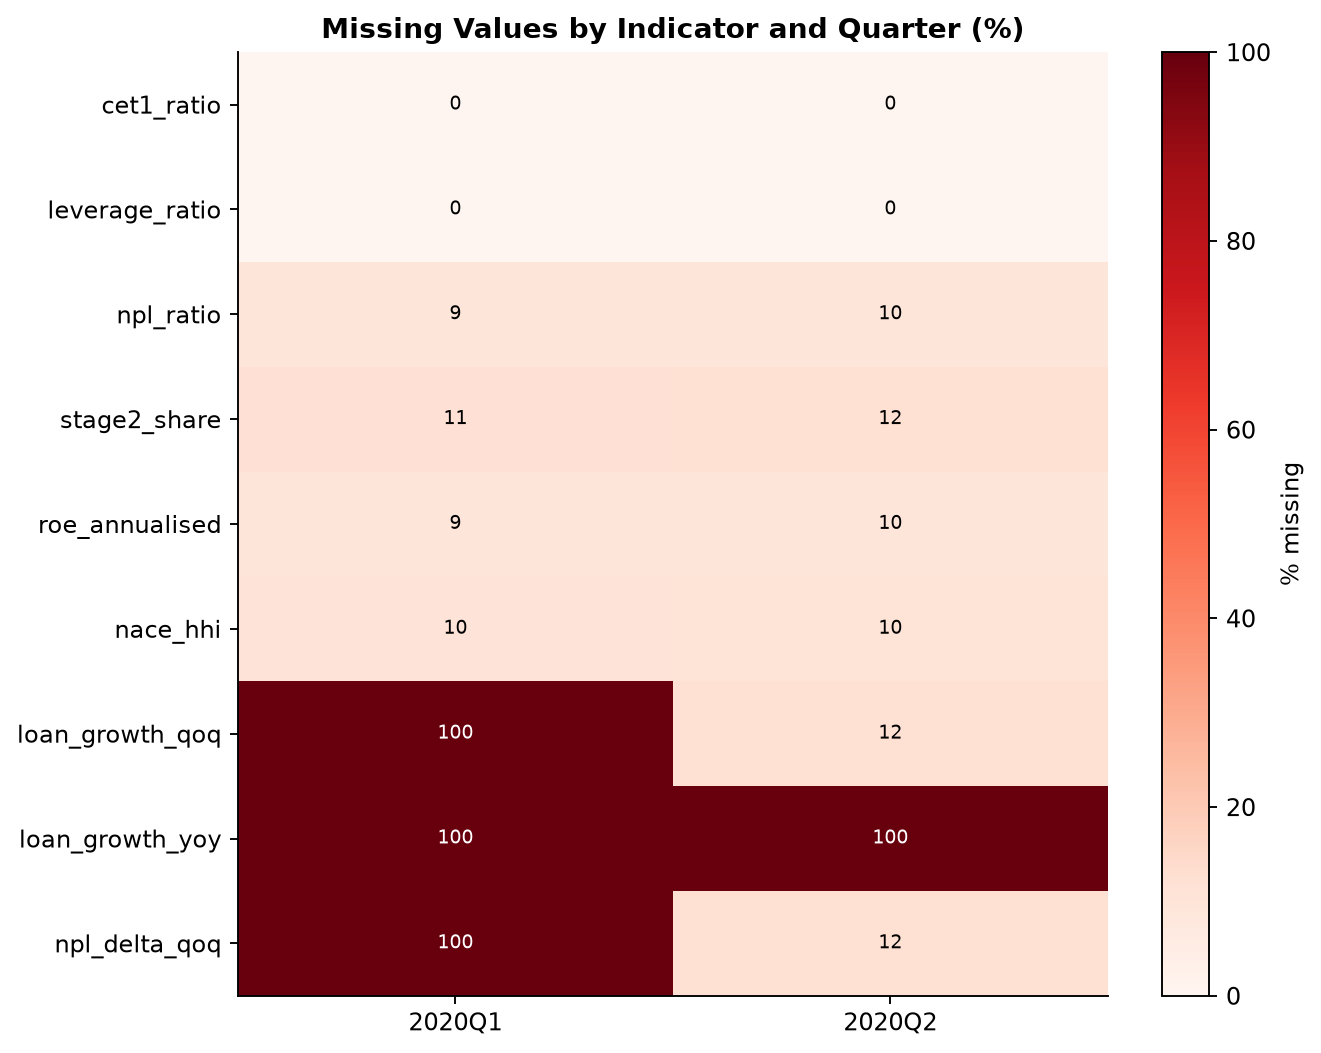 Missing Values by Indicator and Quarter (%)
cet1_ratio 0 0
leverage_ratio 0 0
npl_ratio 9 10
stage2_share 11 12
roe_annualised 9 10
nace_hhi 10 10
loan_growth_qoq 100 12
loan_growth_yoy 100 100
npl_delta_qoq 100 12
2020Q1 2020Q2
100
80
60
40
20
0
% missing